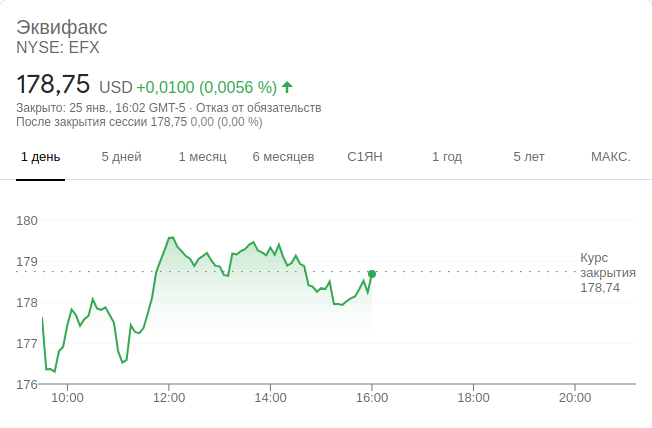 Эквифакс
NYSE: EFX
178,75 USD +0,0100 (0,0056 %)
Закрыто: 25 янв., 16:02 GMT-5 · Отказ от обязательств
После закрытия сессии 178,75 0,00 (0,00 %)
1 день 5 дней 1 месяц 6 месяцев С1ЯН 1 год 5 лет МАКС.
180
179
178
177
176
Курс
закрытия
178,74
10:00 12:00 14:00 16:00 18:00 20:00